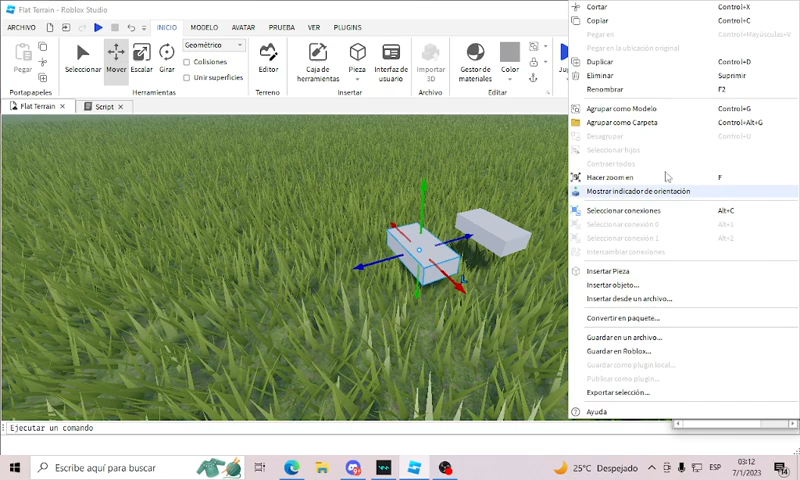 Flat Terrain - Roblox Studio
ARCHIVO INICIO MODELO AVATAR PRUEBA VER PLUGINS
Pegar
Seleccionar Mover Escalar Girar
Geométrico
Colisiones
Unir superficies
Editor
Caja de herramientas
Pieza
Interfaz de usuario
Importar 3D
Gestor de materiales
Color
Portapapeles Herramientas Terreno Insertar Archivo Editar
Flat Terrain Script
Cortar Control+X
Copiar Control+C
Pegar en Control+Mayúsculas+V
Pegar en la ubicación original
Duplicar Control+D
Eliminar Suprimir
Renombrar F2
Agrupar como Modelo Control+G
Agrupar como Carpeta Control+Alt+G
Desagrupar Control+U
Seleccionar hijos
Contraer todos
Hacer zoom en F
Mostrar indicador de orientación
Seleccionar conexiones Alt+C
Seleccionar conexión 0 Alt+1
Seleccionar conexión 1 Alt+2
Intercambiar conexiones
Insertar Pieza
Insertar objeto...
Insertar desde un archivo...
Convertir en paquete...
Guardar en un archivo...
Guardar en Roblox...
Guardar como plugin local...
Publicar como plugin...
Exportar selección...
Ayuda
Ejecutar un comando
Escribe aquí para buscar
25°C Despejado
ESP
03:12
7/1/2023
14